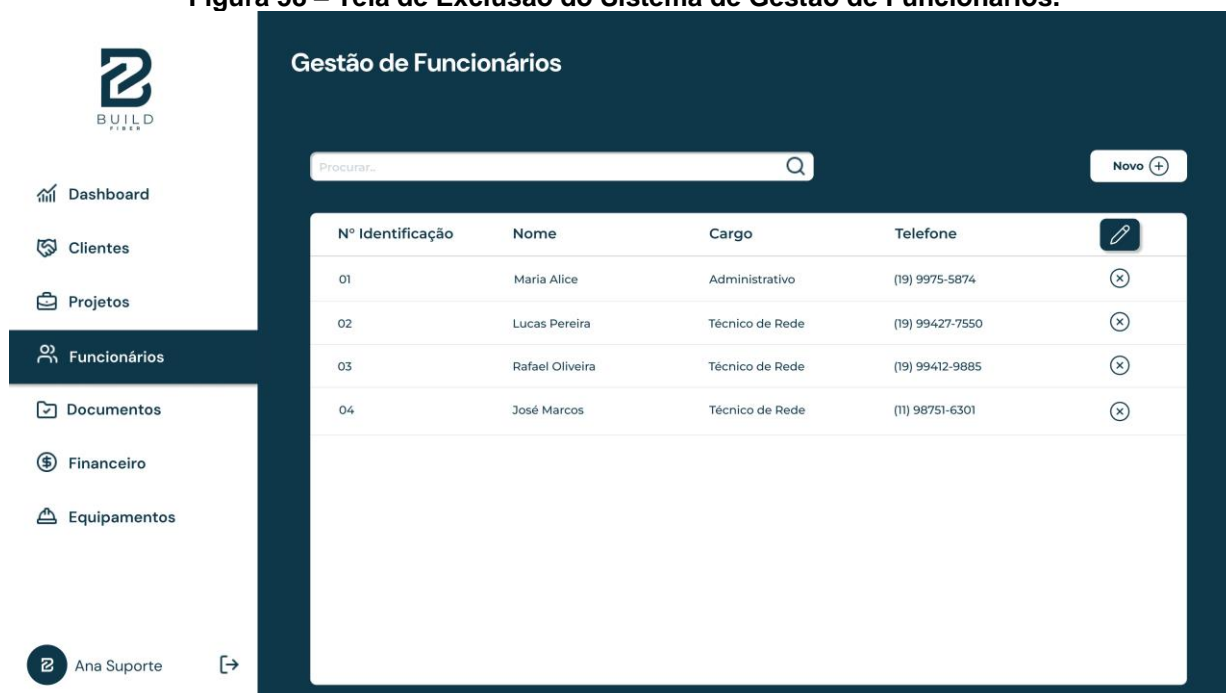 Figura 58 – Tela de Exclusão do Sistema de Gestão de Funcionários.
BUILD
FIBER
Gestão de Funcionários
Procurar...
Novo
Dashboard
Clientes
Projetos
Funcionários
Documentos
Financeiro
Equipamentos
Nº Identificação Nome Cargo Telefone
01 Maria Alice Administrativo (19) 9975-5874
02 Lucas Pereira Técnico de Rede (19) 99427-7550
03 Rafael Oliveira Técnico de Rede (19) 99412-9885
04 José Marcos Técnico de Rede (11) 98751-6301
Ana Suporte